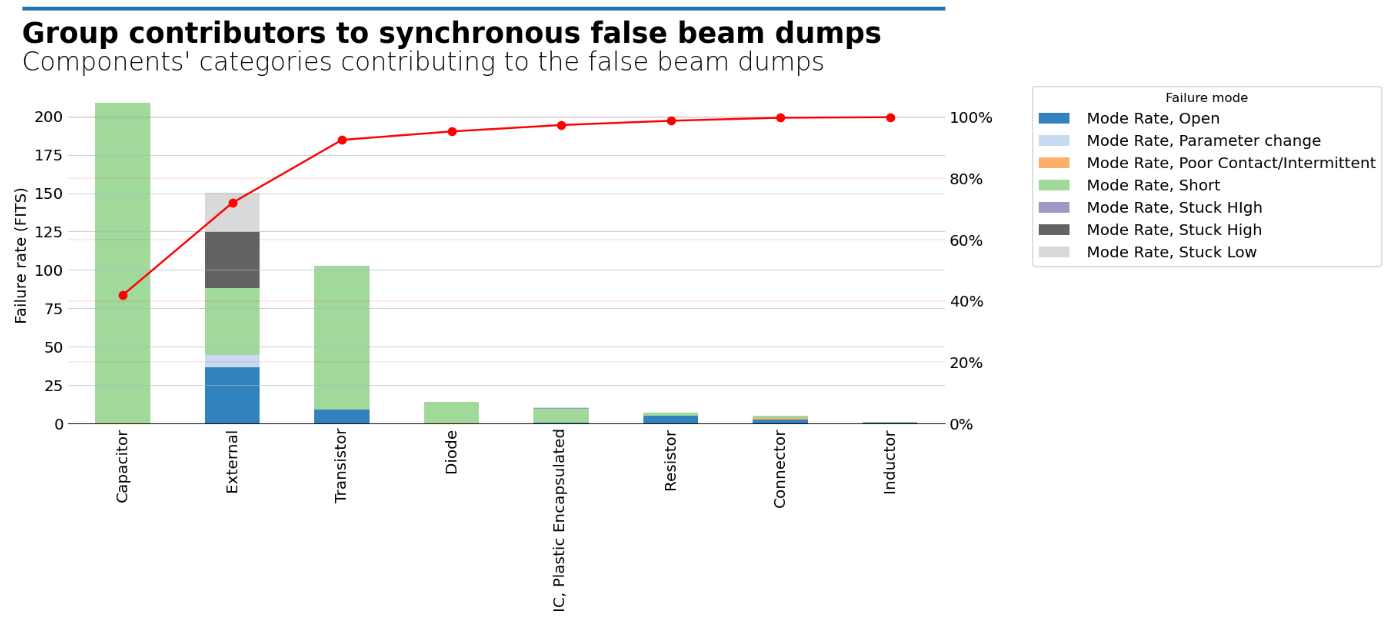 Group contributors to synchronous false beam dumps
Components' categories contributing to the false beam dumps
Failure rate (FITS)
200
175
150
125
100
75
50
25
0
100%
80%
60%
40%
20%
0%
Capacitor
External
Transistor
Diode
IC, Plastic Encapsulated
Resistor
Connector
Inductor
Failure mode
Mode Rate, Open
Mode Rate, Parameter change
Mode Rate, Poor Contact/Intermittent
Mode Rate, Short
Mode Rate, Stuck HIgh
Mode Rate, Stuck High
Mode Rate, Stuck Low